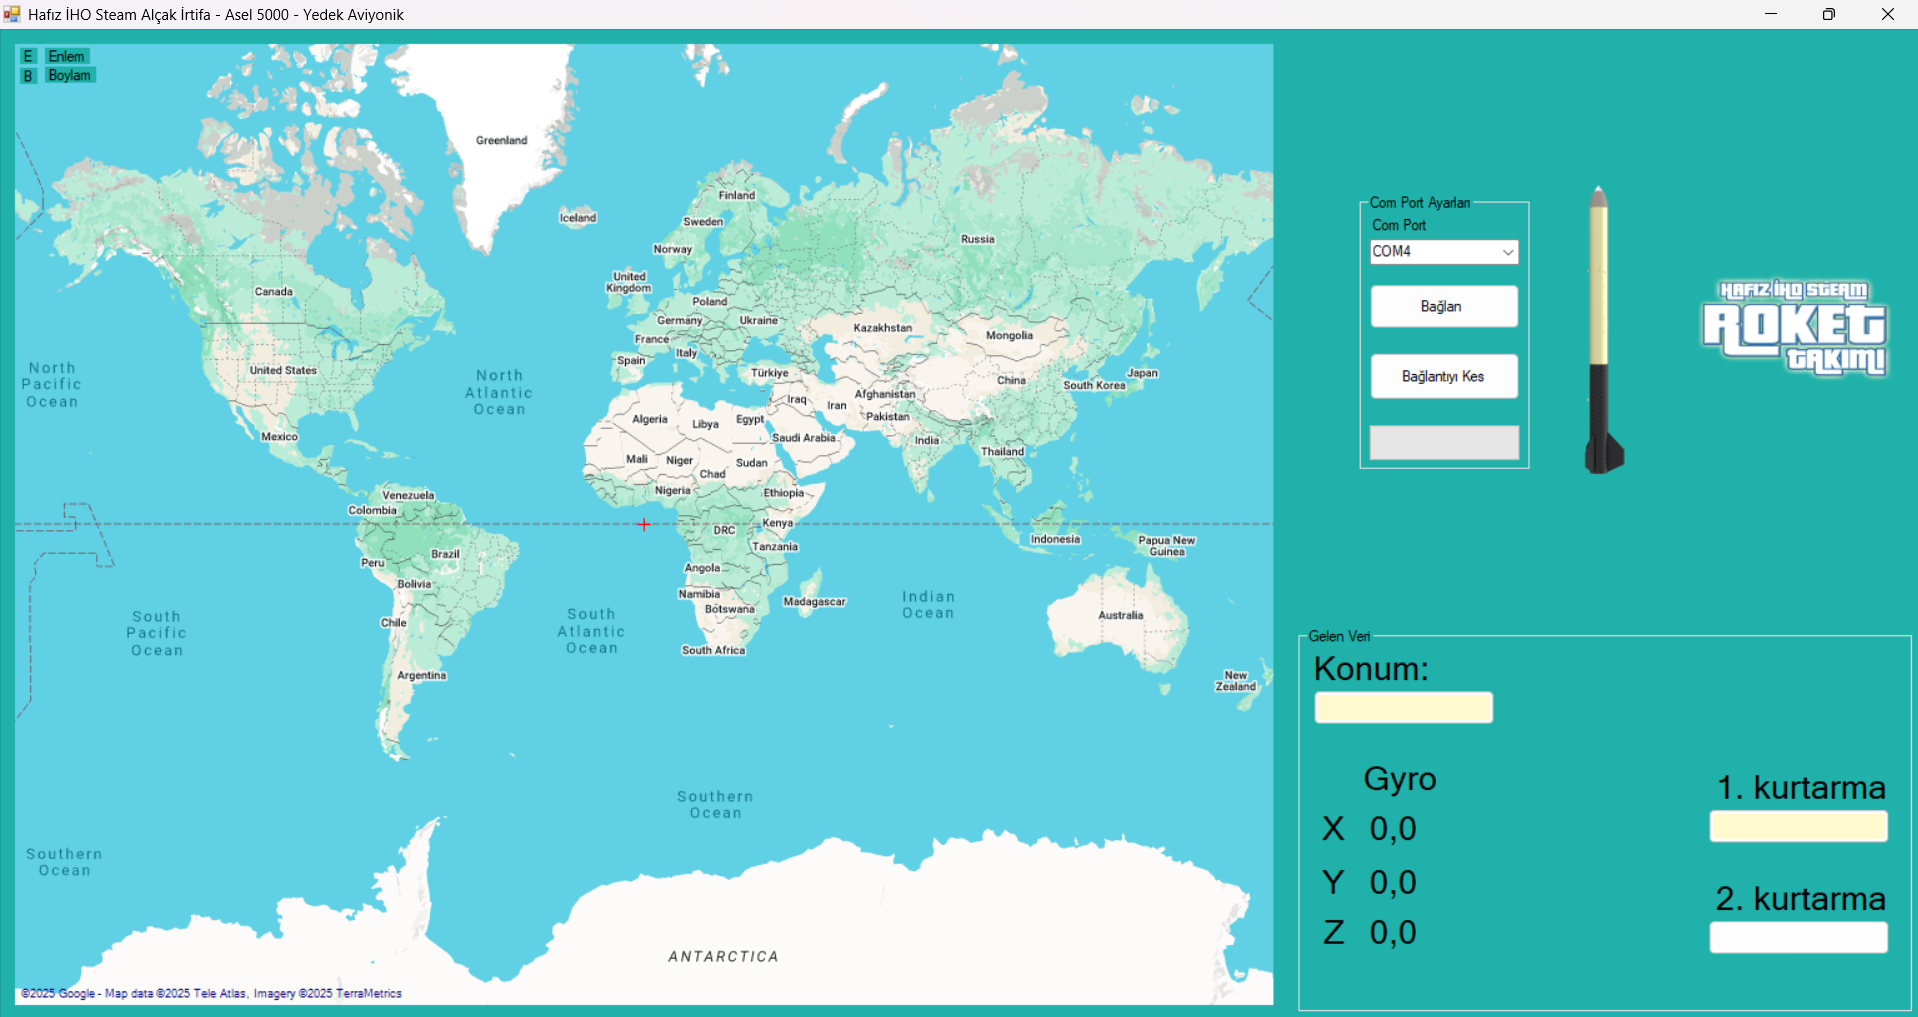 Hafız İHO Steam Alçak İrtifa - Asel 5000 - Yedek Aviyonik
E Enlem
B Boylam
Greenland
Iceland
Finland
Sweden
Norway
Russia
United
Kingdom
Canada
Poland
Germany
Ukraine
France
Kazakhstan
Mongolia
Italy
Spain
United States
Türkiye
China
Japan
South Korea
North
Pacific
Ocean
North
Atlantic
Ocean
Iraq
Iran
Afghanistan
Pakistan
Algeria
Libya
Egypt
Mexico
Saudi Arabia
India
Thailand
Mali
Niger
Chad
Sudan
Nigeria
Ethiopia
Venezuela
Colombia
DRC
Kenya
Tanzania
Indonesia
Papua New
Guinea
Peru
Brazil
Angola
Bolivia
Namibia
Botswana
Madagascar
Indian
Ocean
Australia
South
Pacific
Ocean
Chile
South
Atlantic
Ocean
South Africa
Argentina
New
Zealand
Southern
Ocean
Southern
Ocean
ANTARCTICA
©2025 Google - Map data ©2025 Tele Atlas, Imagery ©2025 TerraMetrics
Com Port Ayarları
Com Port
COM4
Bağlan
Bağlantıyı Kes
HAFIZ İHO STEAM
ROKET
TAKIMI
Gelen Veri
Konum:
Gyro
X 0,0
Y 0,0
Z 0,0
1. kurtarma
2. kurtarma